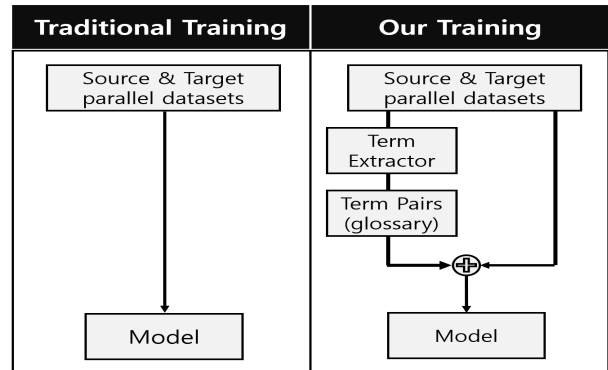 Traditional Training
Our Training
Source & Target
parallel datasets
Model
Source & Target
parallel datasets
Term
Extractor
Term Pairs
(glossary)
Model